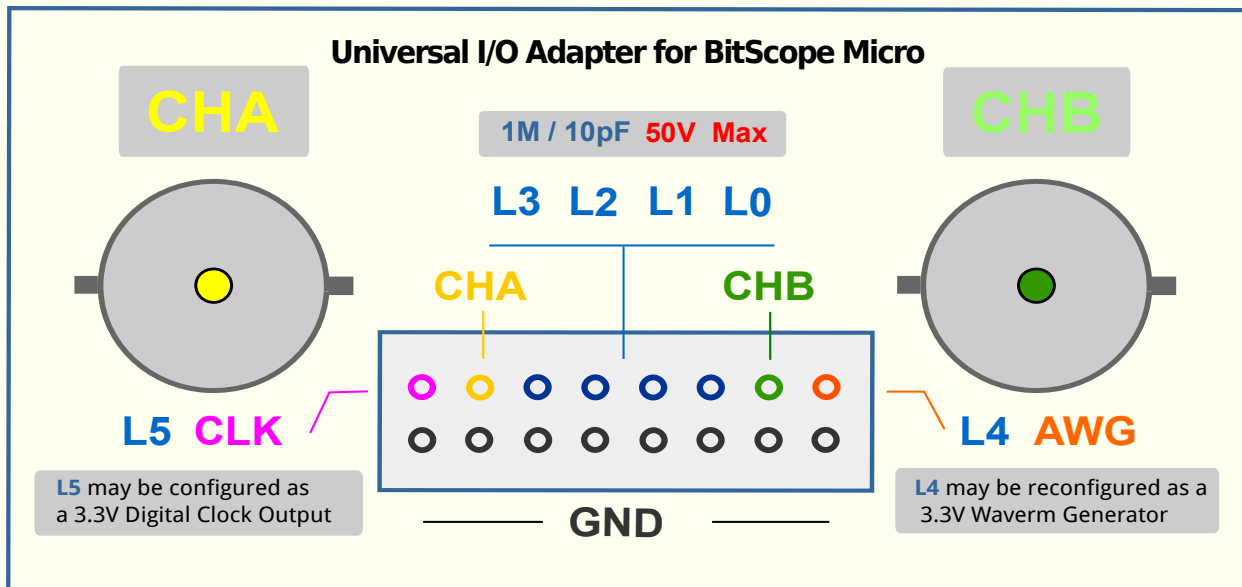 Universal I/O Adapter for BitScope Micro
CHA
CHB
1M / 10pF 50V Max
L3 L2 L1 L0
CHA
CHB
L5 CLK
L4 AWG
L5 may be configured as
a 3.3V Digital Clock Output
L4 may be reconfigured as a
3.3V Waverm Generator
GND